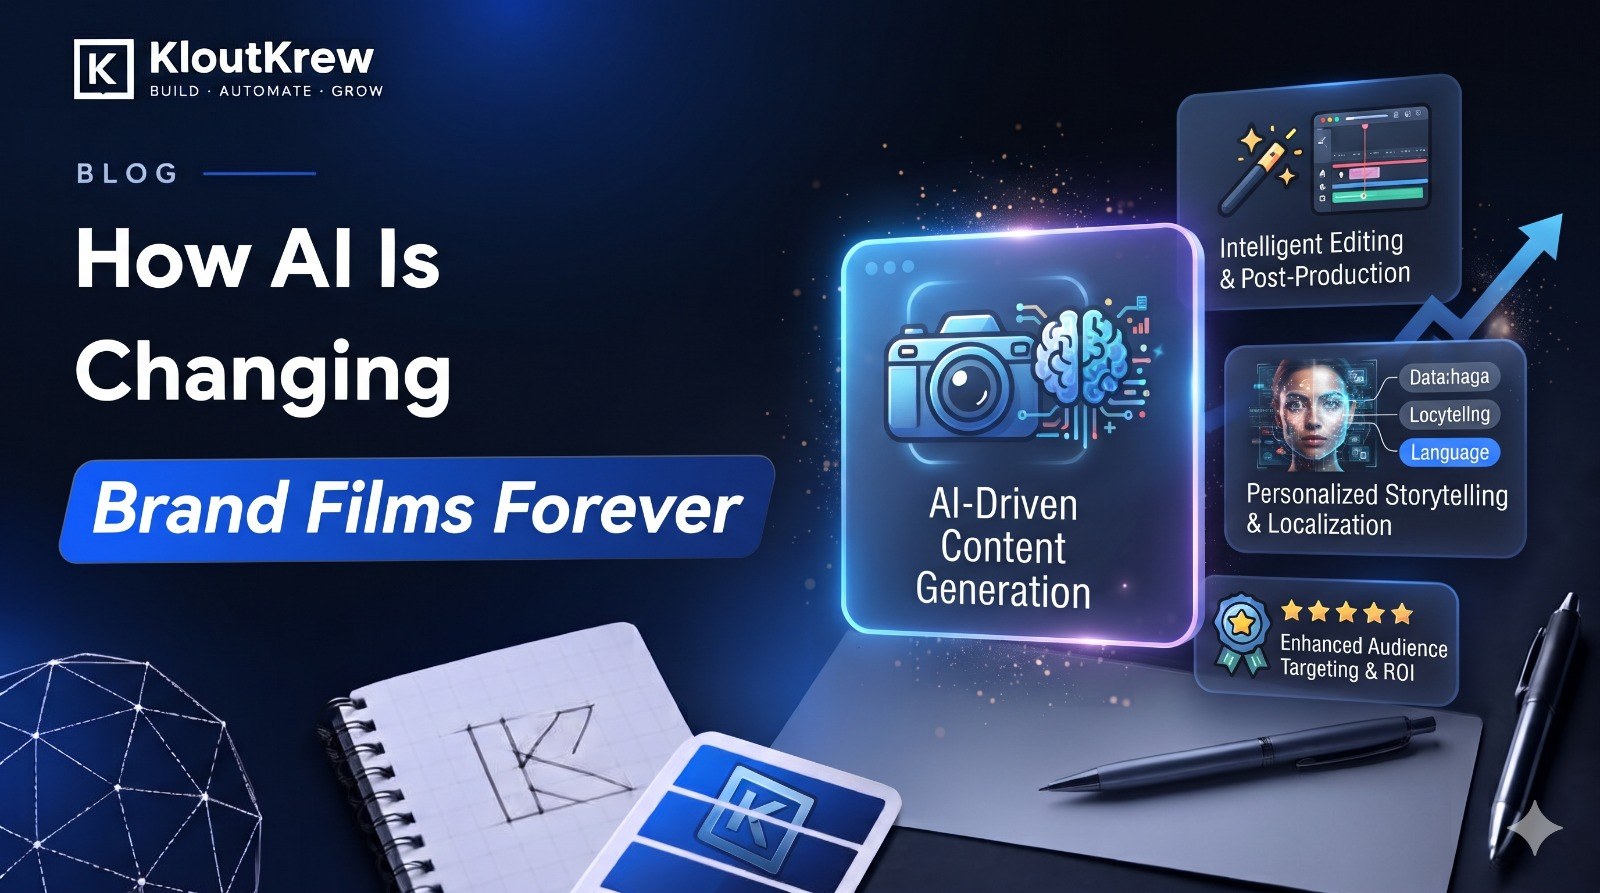 KloutKrew
BUILD · AUTOMATE · GROW
BLOG
How AI Is
Changing
Brand Films Forever
AI-Driven
Content
Generation
Intelligent Editing
& Post-Production
Data:haga
Locytellng
Language
Personalized Storytelling
& Localization
Enhanced Audience
Targeting & ROI